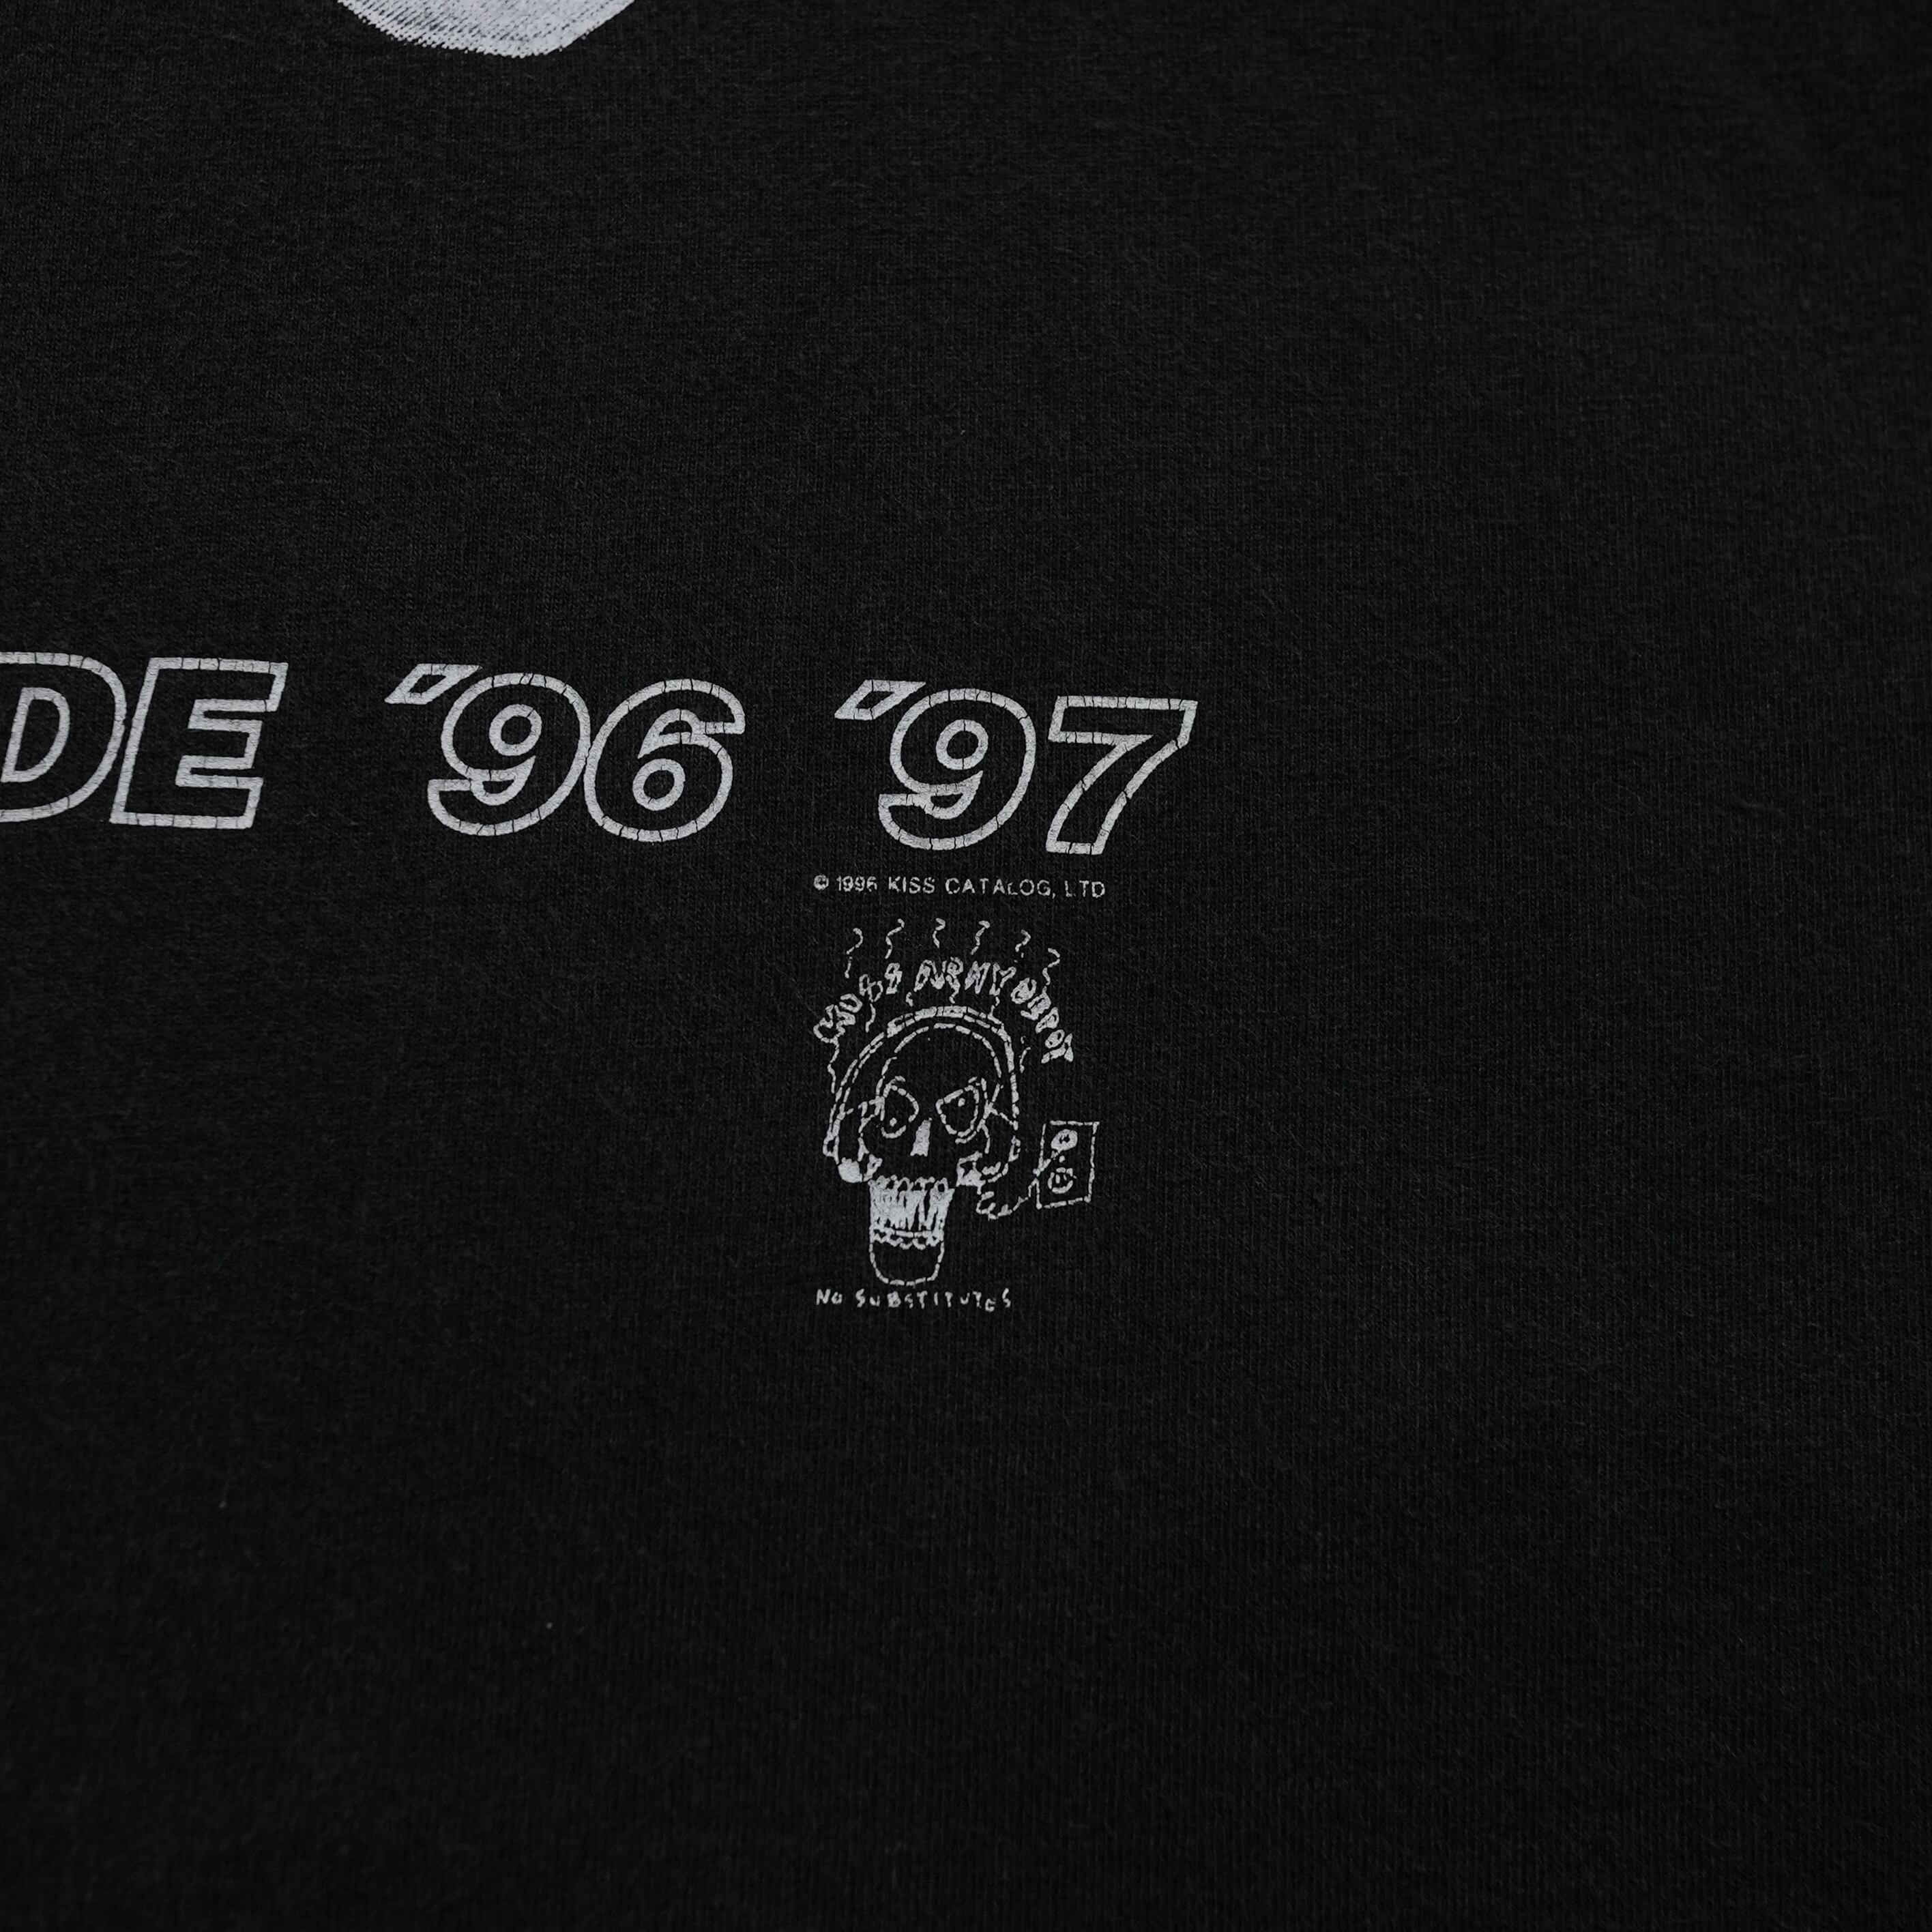 DE '96 '97
© 1996 KISS CATALOG, LTD
NO SUBSTITUTES